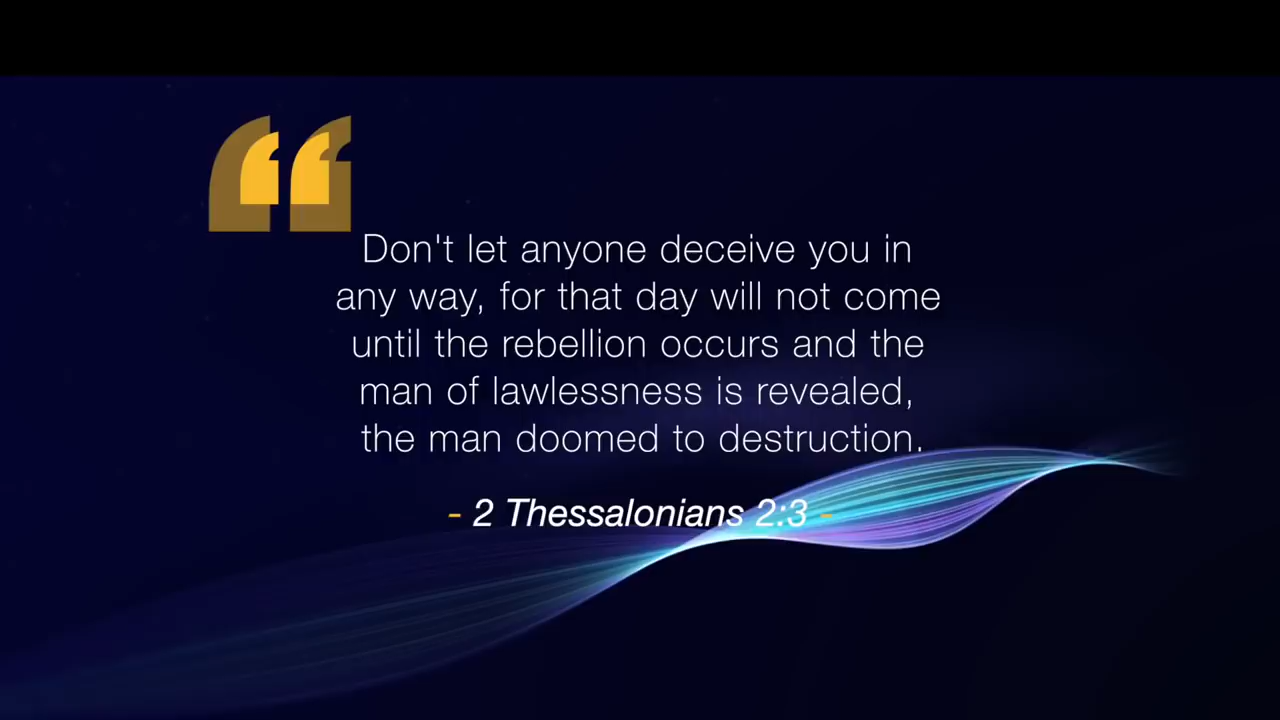 Don't let anyone deceive you in
any way, for that day will not come
until the rebellion occurs and the
man of lawlessness is revealed,
the man doomed to destruction.
- 2 Thessalonians 2:3 -